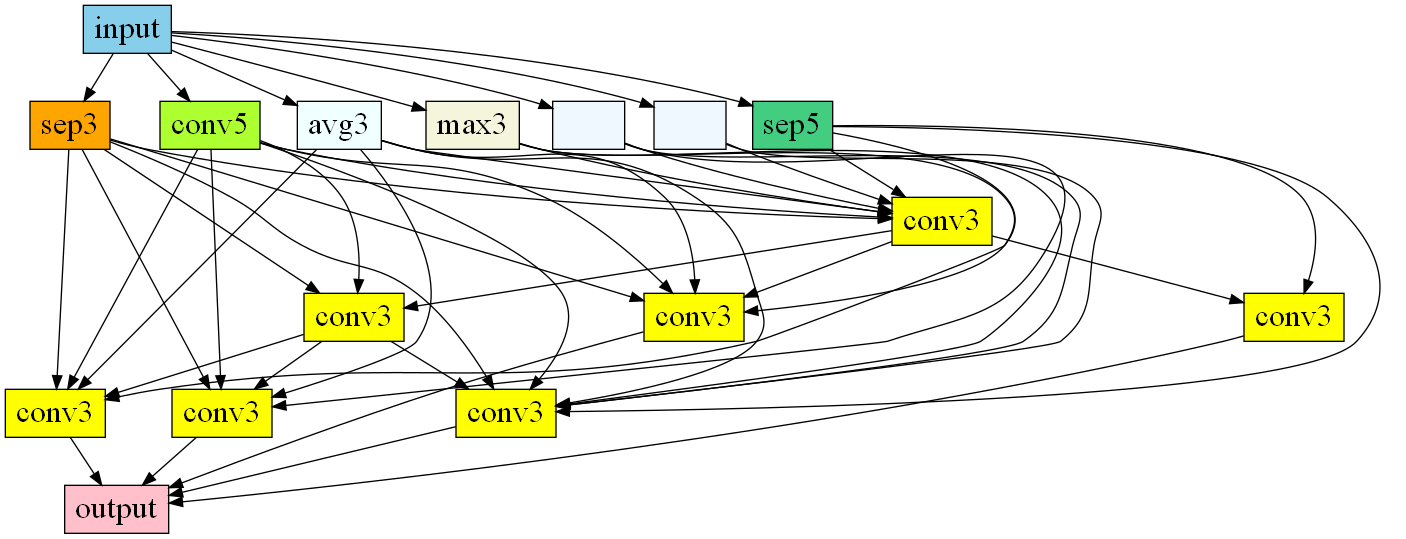 input
sep3
conv5
avg3
max3
sep5
conv3
conv3
conv3
conv3
conv3
conv3
conv3
output